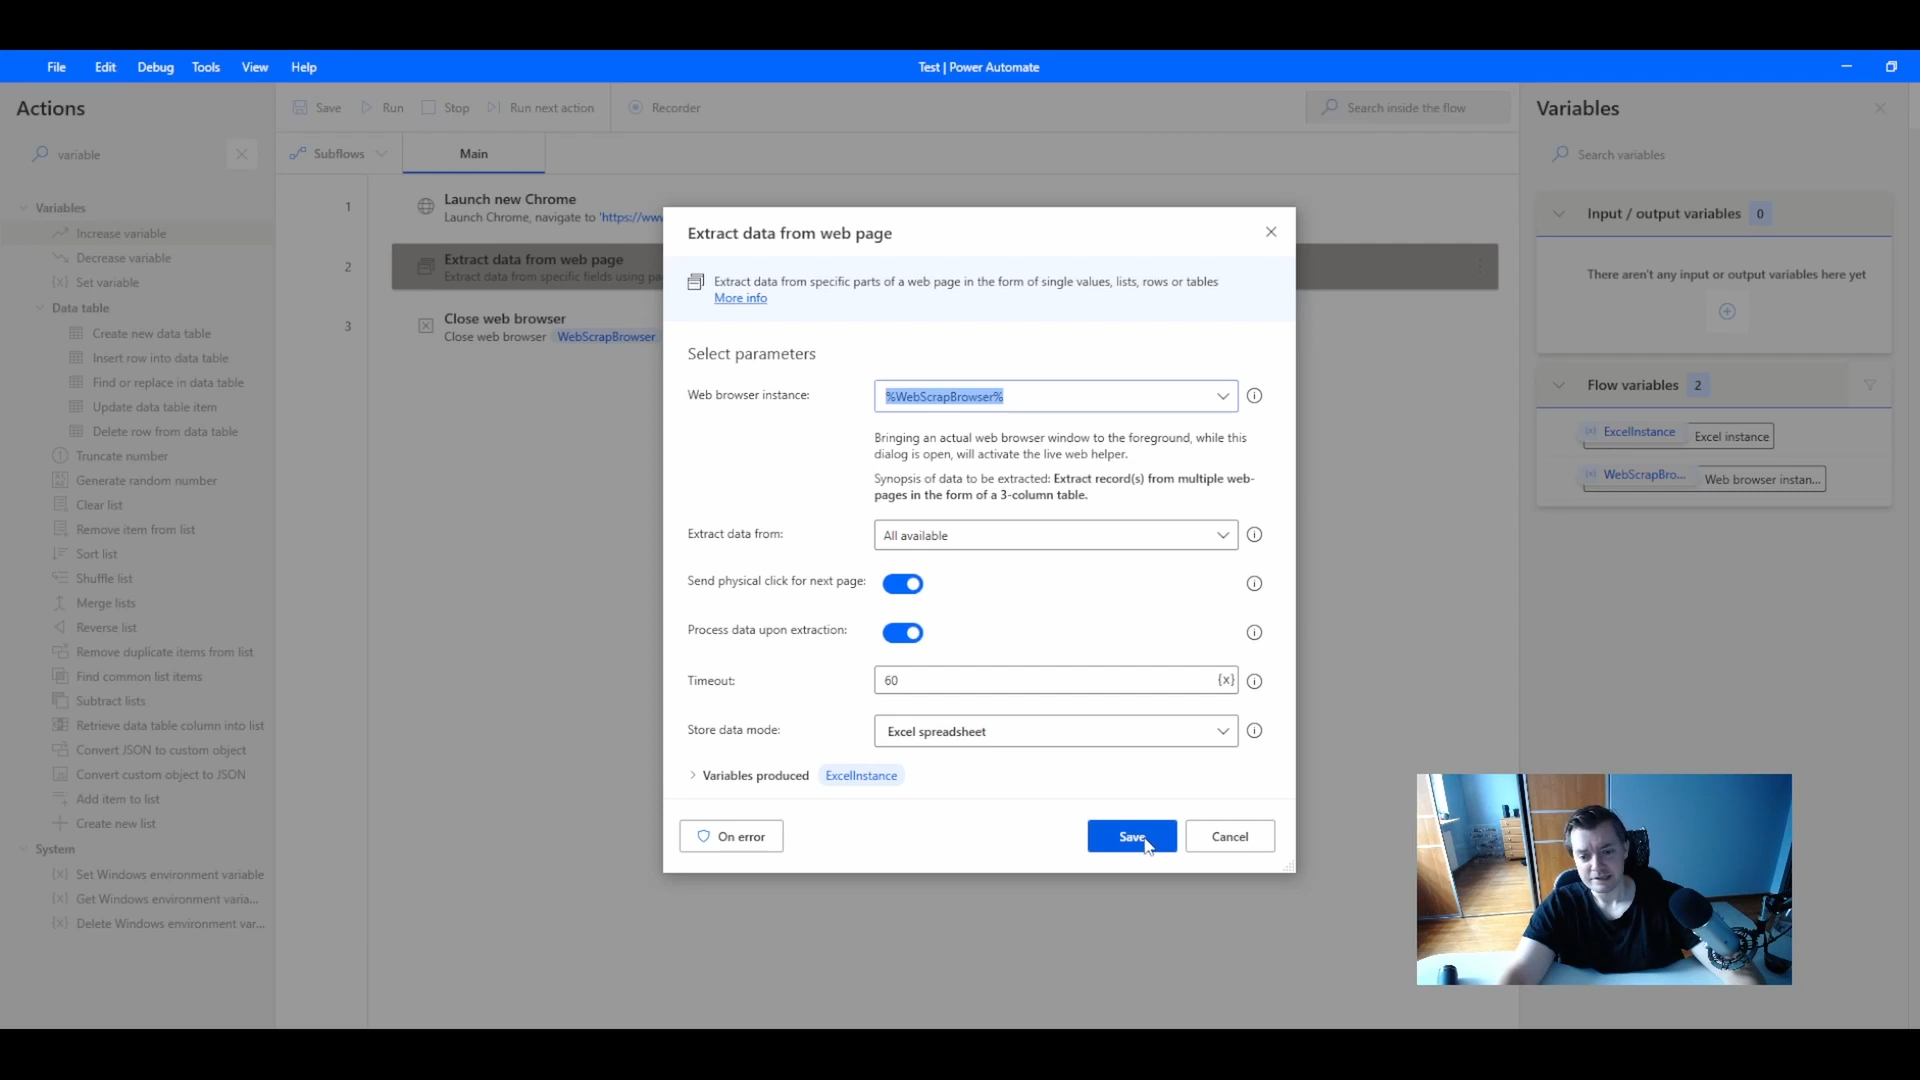 File Edit Debug Tools View Help
Test | Power Automate
Actions
variable
Variables
Increase variable
Decrease variable
{x} Set variable
Data table
Create new data table
Insert row into data table
Find or replace in data table
Update data table item
Delete row from data table
Truncate number
Generate random number
Clear list
Remove item from list
Sort list
Shuffle list
Merge lists
Reverse list
Remove duplicate items from list
Find common list items
Subtract lists
Retrieve data table column into list
Convert JSON to custom object
Convert custom object to JSON
Add item to list
Create new list
System
{x} Set Windows environment variable
{x} Get Windows environment varia...
{x} Delete Windows environment var...
Save Run Stop Run next action Recorder
Search inside the flow
Subflows Main
1
Launch new Chrome
Launch Chrome, navigate to 'https://www
2
Extract data from web page
Extract data from specific fields using pa
3
Close web browser
Close web browser WebScrapBrowser
Extract data from web page
Extract data from specific parts of a web page in the form of single values, lists, rows or tables
More info
Select parameters
Web browser instance: %WebScrapBrowser%
Bringing an actual web browser window to the foreground, while this
dialog is open, will activate the live web helper.
Synopsis of data to be extracted: Extract record(s) from multiple web-
pages in the form of a 3-column table.
Extract data from: All available
Send physical click for next page:
Process data upon extraction:
Timeout: 60 {x}
Store data mode: Excel spreadsheet
Variables produced ExcelInstance
On error Save Cancel
Variables
Search variables
Input / output variables 0
There aren't any input or output variables here yet
Flow variables 2
{x} ExcelInstance Excel instance
{x} WebScrapBro... Web browser instan...